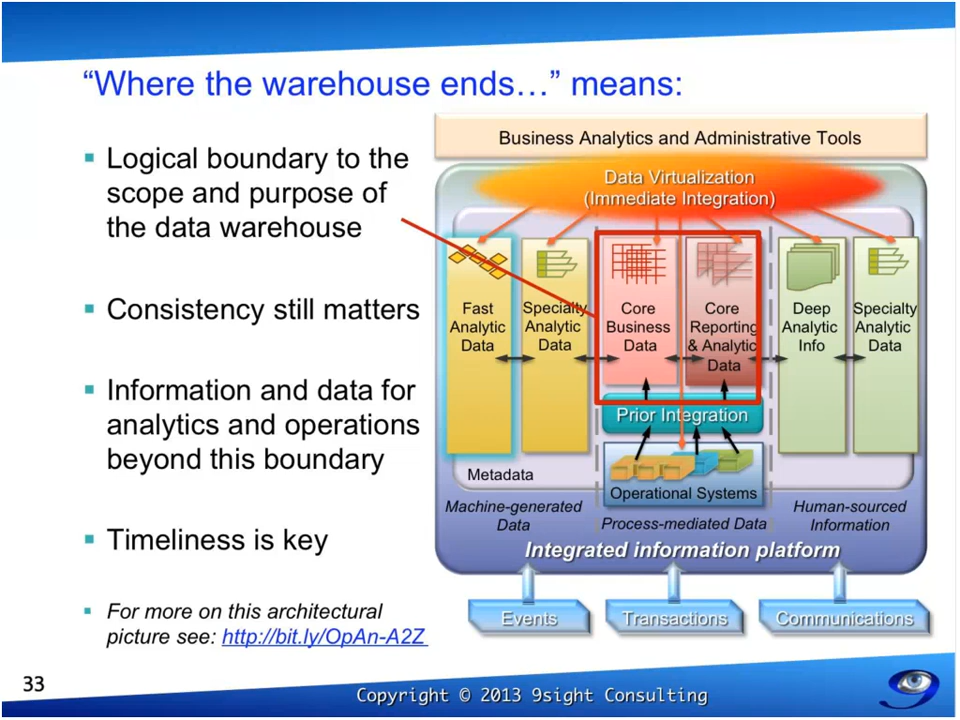 “Where the warehouse ends…” means:
Logical boundary to the
scope and purpose of
the data warehouse
Consistency still matters
Information and data for
analytics and operations
beyond this boundary
Timeliness is key
For more on this architectural
picture see: http://bit.ly/OpAn-A2Z
Business Analytics and Administrative Tools
Data Virtualization
(Immediate Integration)
Fast
Analytic
Data
Specialty
Analytic
Data
Core
Business
Data
Core
Reporting
& Analytic
Data
Deep
Analytic
Info
Specialty
Analytic
Data
Prior Integration
Metadata
Operational Systems
Machine-generated
Data
Process-mediated Data
Human-sourced
Information
Integrated information platform
Events
Transactions
Communications
33
Copyright © 2013 9sight Consulting